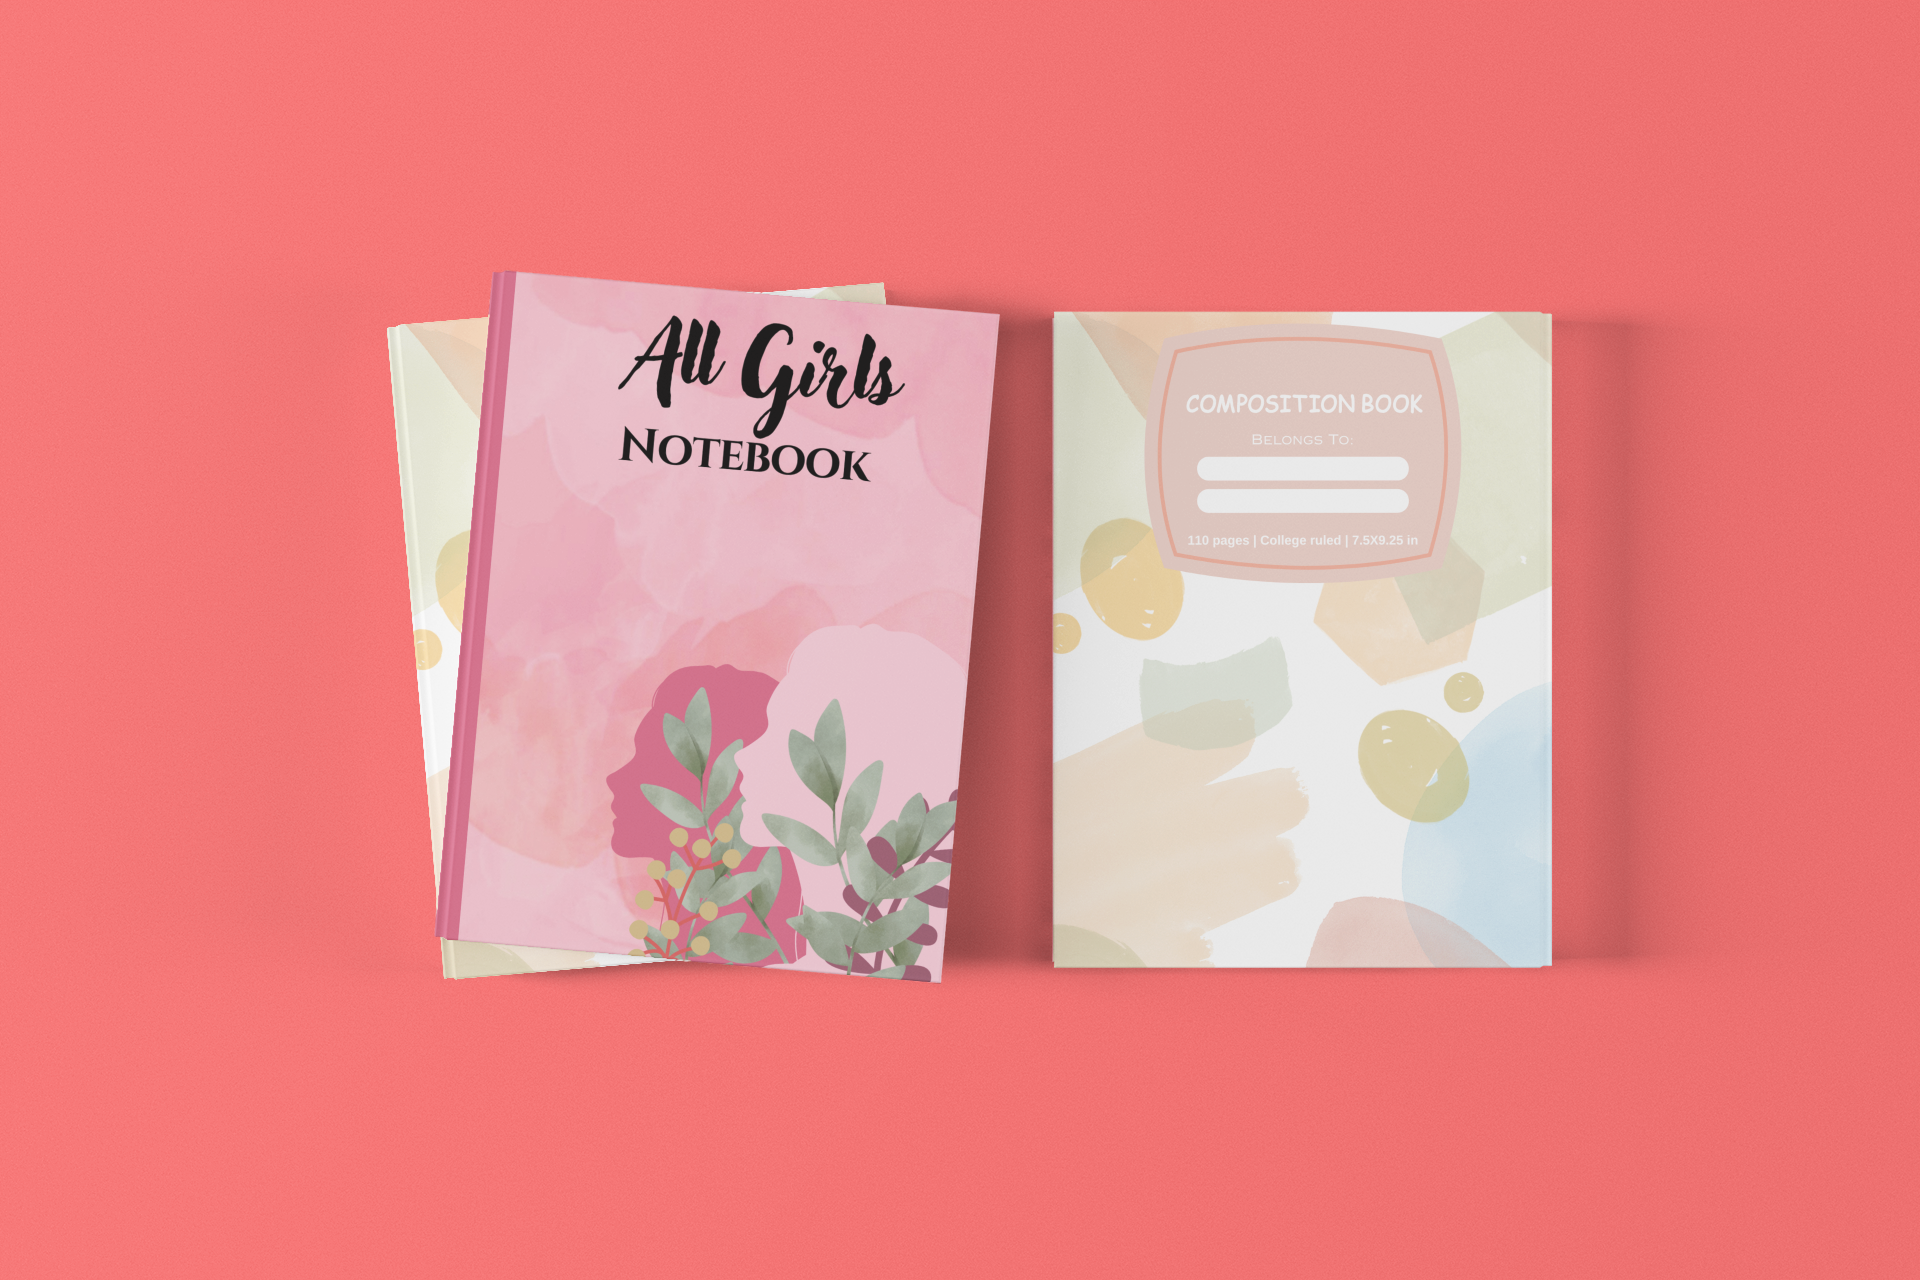 All Girls
NOTEBOOK
COMPOSITION BOOK
BELONGS TO:
110 pages | College ruled | 7.5X9.25 in